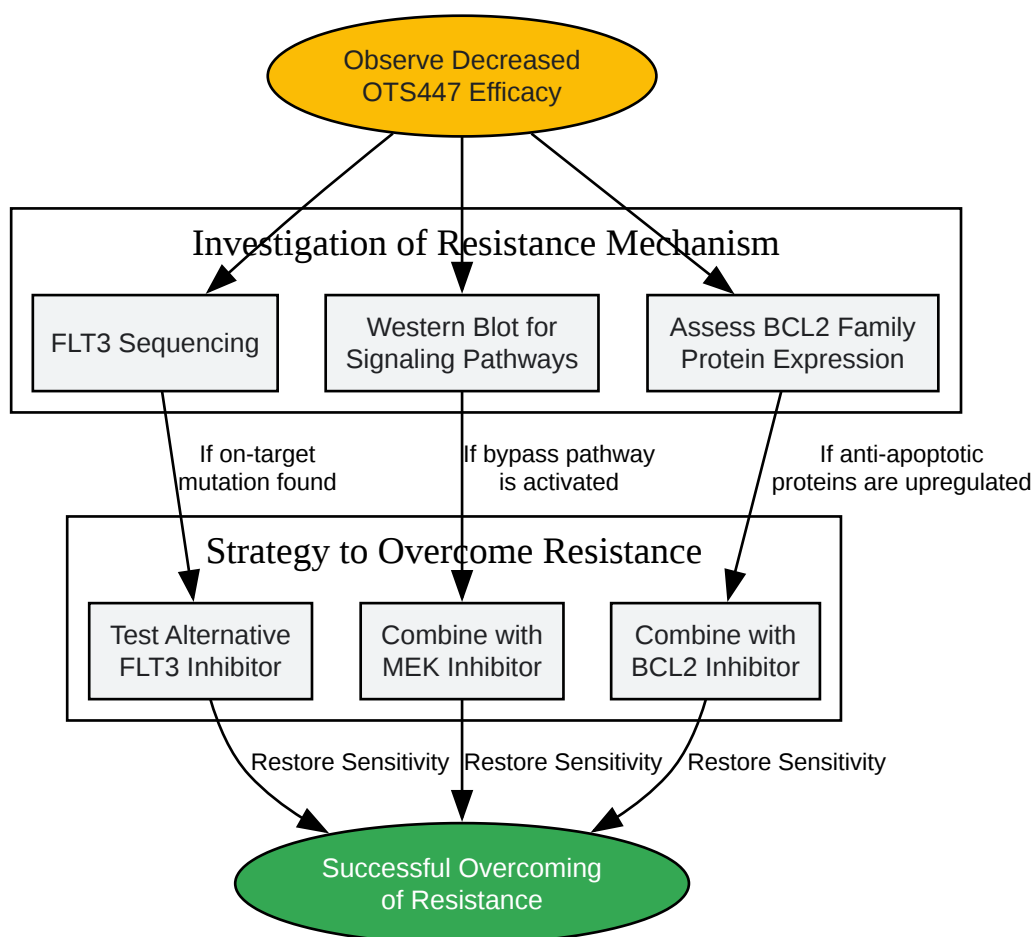 Observe Decreased
OTS447 Efficacy
Investigation of Resistance Mechanism
FLT3 Sequencing
Western Blot for
Signaling Pathways
Assess BCL2 Family
Protein Expression
If on-target
mutation found
If bypass pathway
is activated
If anti-apoptotic
proteins are upregulated
Strategy to Overcome Resistance
Test Alternative
FLT3 Inhibitor
Combine with
MEK Inhibitor
Combine with
BCL2 Inhibitor
Restore Sensitivity
Restore Sensitivity
Restore Sensitivity
Successful Overcoming
of Resistance